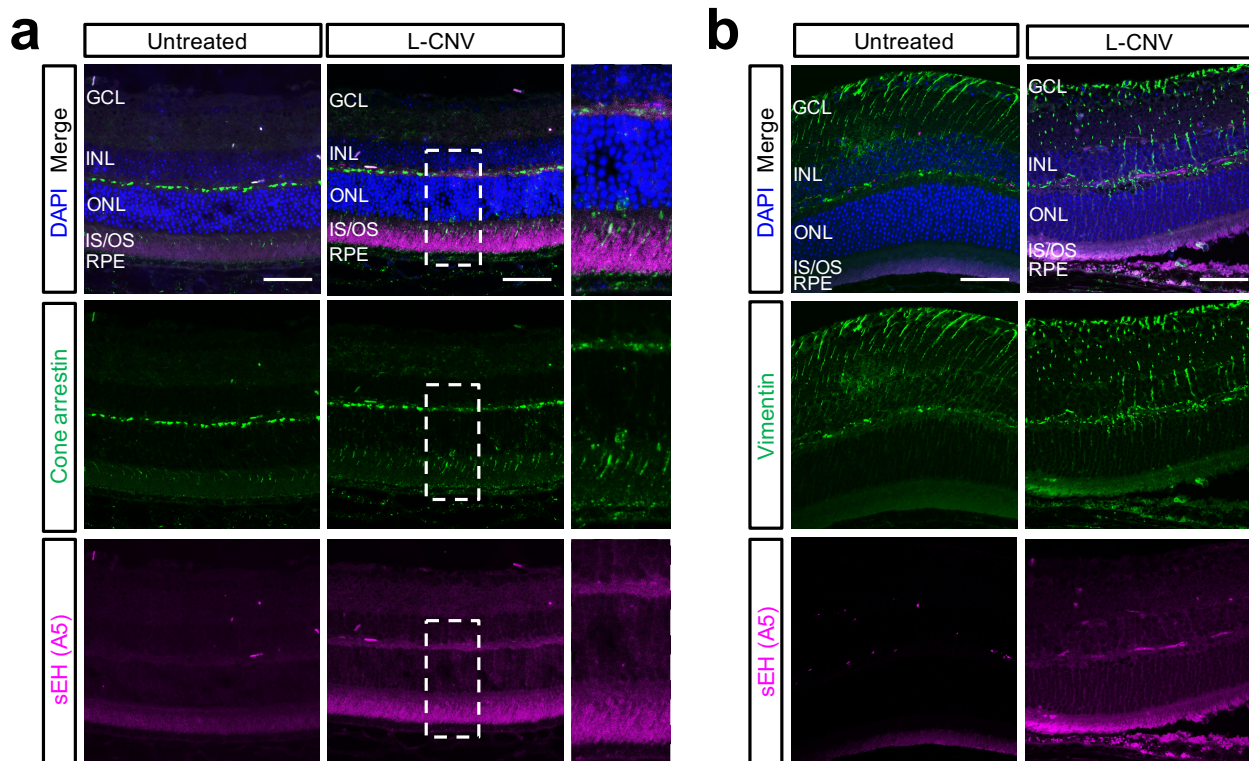 a
Untreated
L-CNV
DAPI Merge
GCL
INL
ONL
IS/OS
RPE
GCL
INL
ONL
IS/OS
RPE
Cone arrestin
sEH (A5)
b
Untreated
L-CNV
DAPI Merge
GCL
INL
ONL
IS/OS
RPE
GCL
INL
ONL
IS/OS
RPE
Vimentin
sEH (A5)